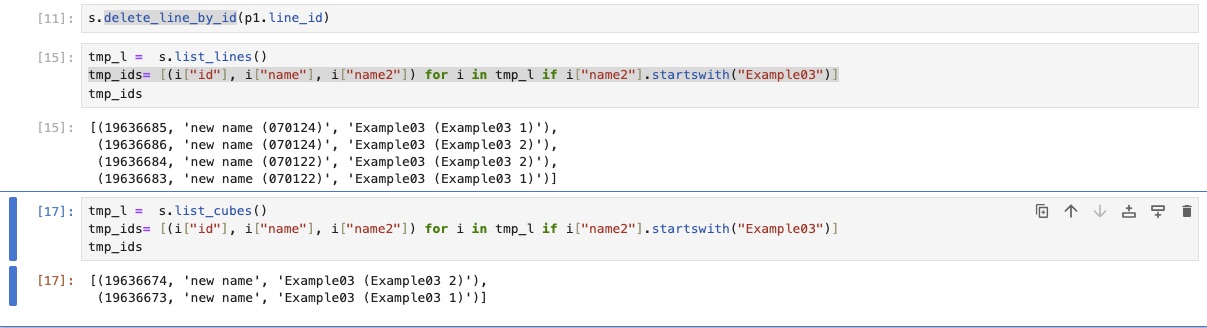 [11]: s.delete_line_by_id(p1.line_id)
[15]: tmp_l =  s.list_lines()
tmp_ids= [(i["id"], i["name"], i["name2"]) for i in tmp_l if i["name2"].startswith("Example03")]
tmp_ids
[15]: [(19636685, 'new name (070124)', 'Example03 (Example03 1)'),
(19636686, 'new name (070124)', 'Example03 (Example03 2)'),
(19636684, 'new name (070122)', 'Example03 (Example03 2)'),
(19636683, 'new name (070122)', 'Example03 (Example03 1)')]
[17]: tmp_l =  s.list_cubes()
tmp_ids= [(i["id"], i["name"], i["name2"]) for i in tmp_l if i["name2"].startswith("Example03")]
tmp_ids
[17]: [(19636674, 'new name', 'Example03 (Example03 2)'),
(19636673, 'new name', 'Example03 (Example03 1)')]